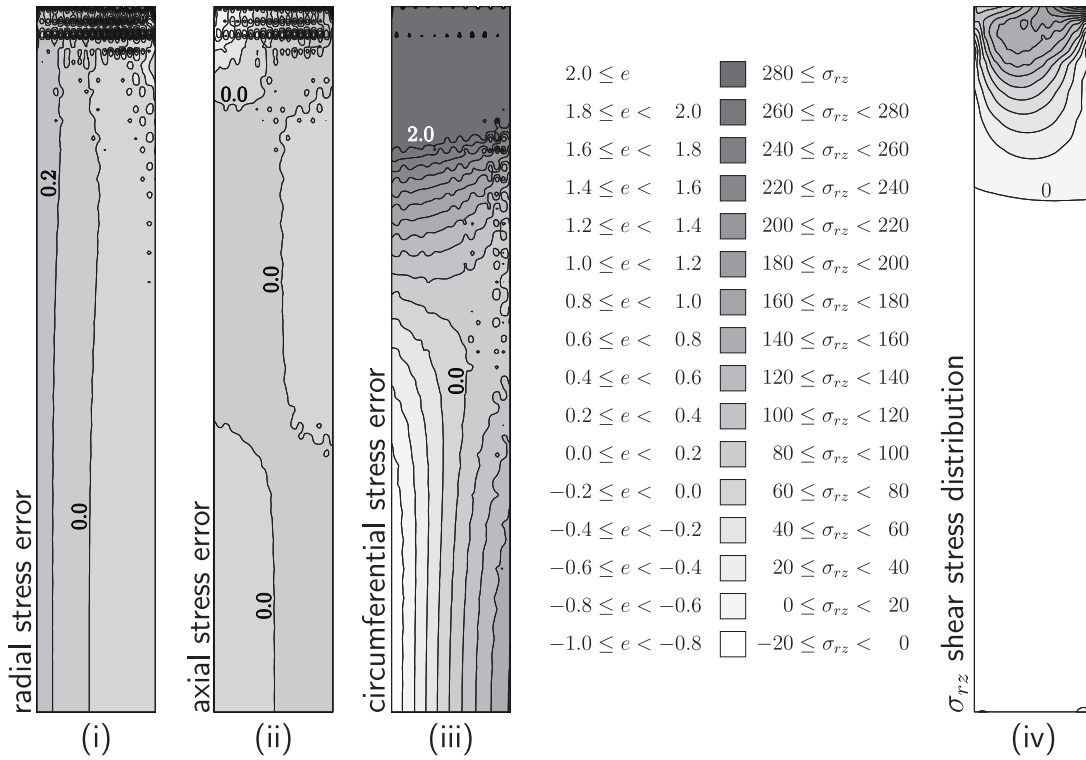 radial stress error
0.2
0.0
(i)
axial stress error
0.0
0.0
0.0
(ii)
circumferential stress error
2.0
0.0
(iii)
2.0 ≤ e 280 ≤ σrz
1.8 ≤ e < 2.0 260 ≤ σrz < 280
1.6 ≤ e < 1.8 240 ≤ σrz < 260
1.4 ≤ e < 1.6 220 ≤ σrz < 240
1.2 ≤ e < 1.4 200 ≤ σrz < 220
1.0 ≤ e < 1.2 180 ≤ σrz < 200
0.8 ≤ e < 1.0 160 ≤ σrz < 180
0.6 ≤ e < 0.8 140 ≤ σrz < 160
0.4 ≤ e < 0.6 120 ≤ σrz < 140
0.2 ≤ e < 0.4 100 ≤ σrz < 120
0.0 ≤ e < 0.2 80 ≤ σrz < 100
−0.2 ≤ e < 0.0 60 ≤ σrz < 80
−0.4 ≤ e < −0.2 40 ≤ σrz < 60
−0.6 ≤ e < −0.4 20 ≤ σrz < 40
−0.8 ≤ e < −0.6 0 ≤ σrz < 20
−1.0 ≤ e < −0.8 −20 ≤ σrz < 0
σrz shear stress distribution
0
(iv)